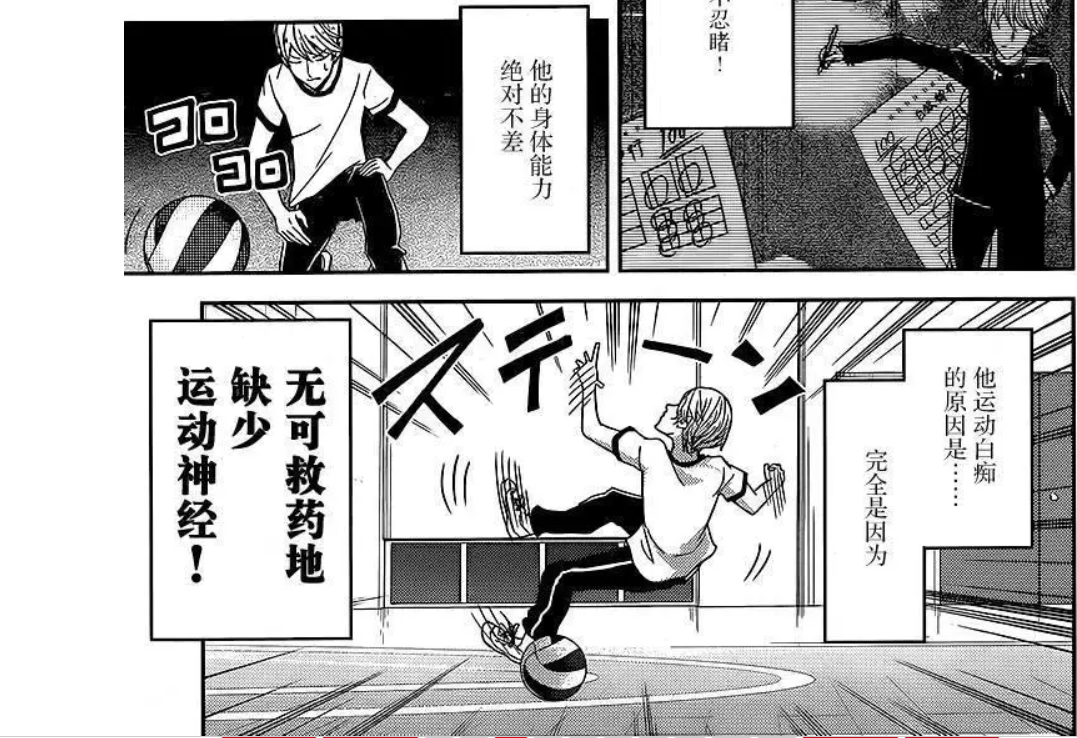 不忍睹！
100
他的身体能力
绝对不差
コロ
コロ
他运动白痴
的原因是……
完全是因为
ステーン
无可救药地
缺少
运动神经！